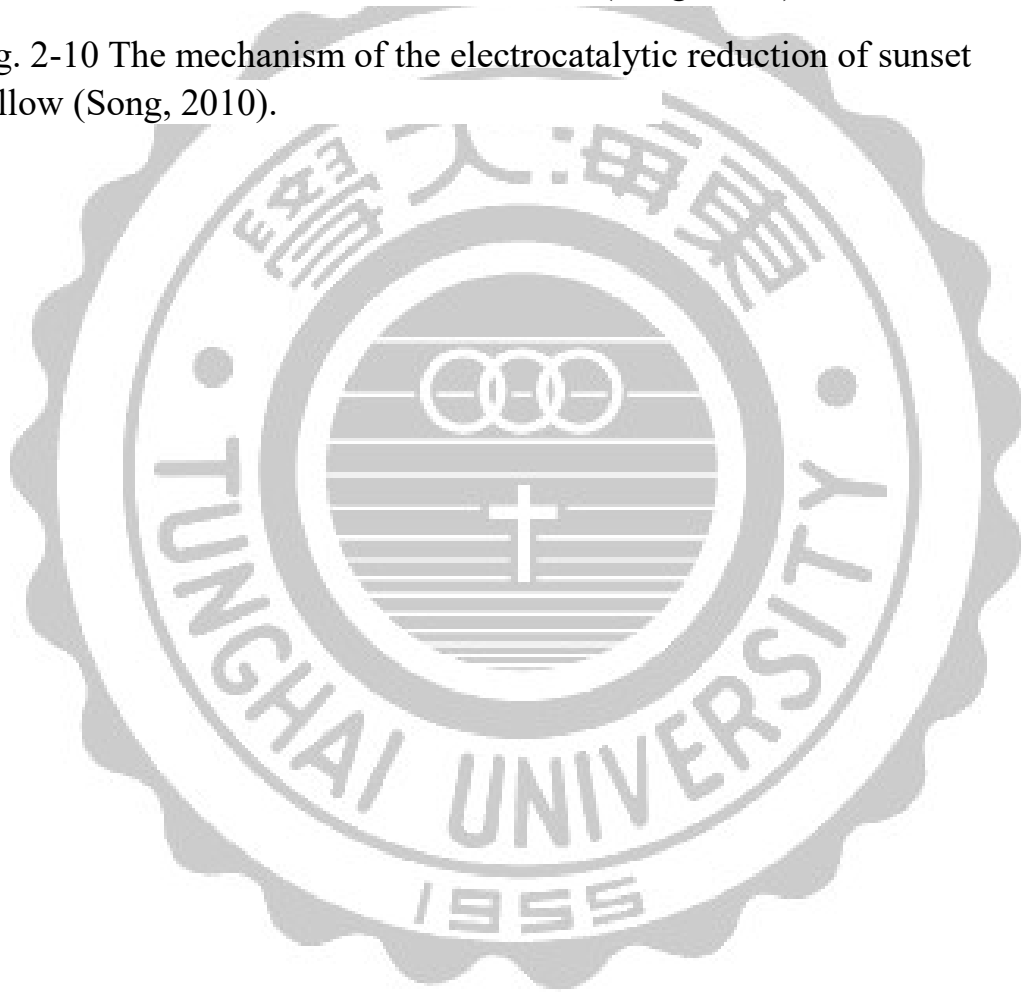 g. 2-10 The mechanism of the electrocatalytic reduction of sunset
llow (Song, 2010).
TUNGHAI UNIVERSITY
1955